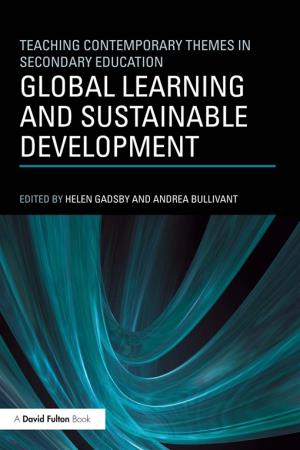 TEACHING CONTEMPORARY THEMES IN
SECONDARY EDUCATION
GLOBAL LEARNING
AND SUSTAINABLE
DEVELOPMENT
EDITED BY HELEN GADSBY AND ANDREA BULLIVANT
A David Fulton Book